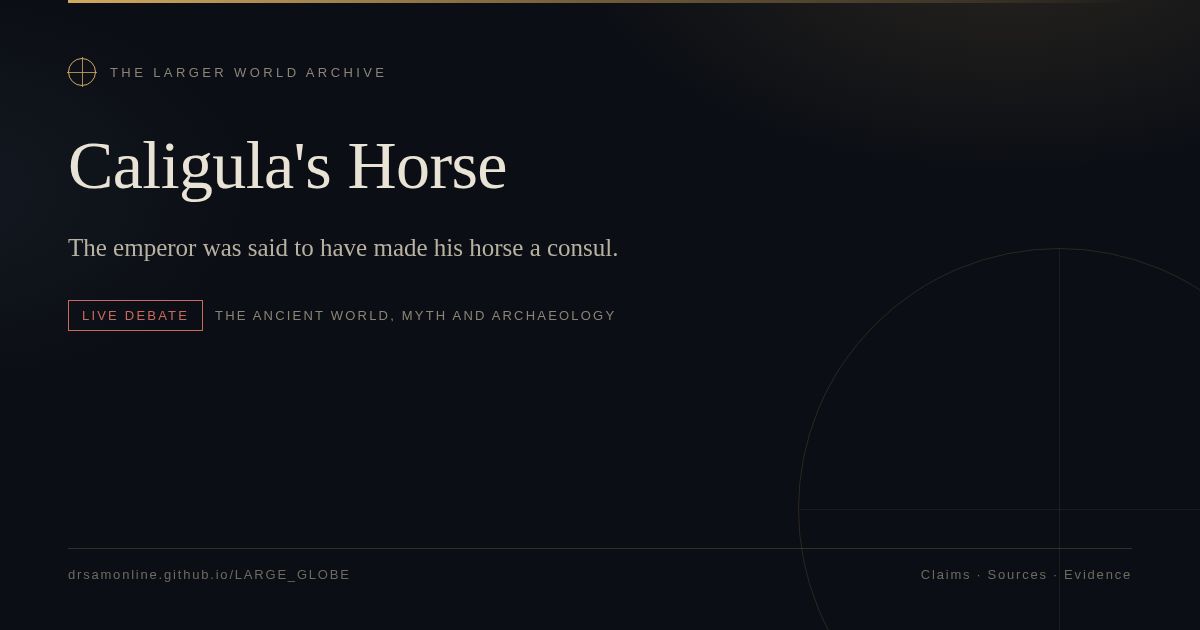 THE LARGER WORLD ARCHIVE
Caligula's Horse
The emperor was said to have made his horse a consul.
LIVE DEBATE THE ANCIENT WORLD, MYTH AND ARCHAEOLOGY
drsamonline.github.io/LARGE_GLOBE Claims · Sources · Evidence